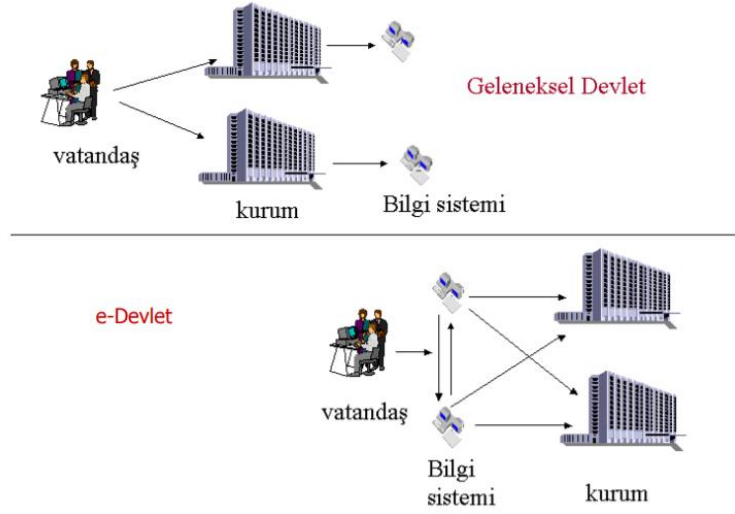 Geleneksel Devlet
vatandaş
kurum
Bilgi sistemi
e-Devlet
vatandaş
Bilgi
sistemi
kurum